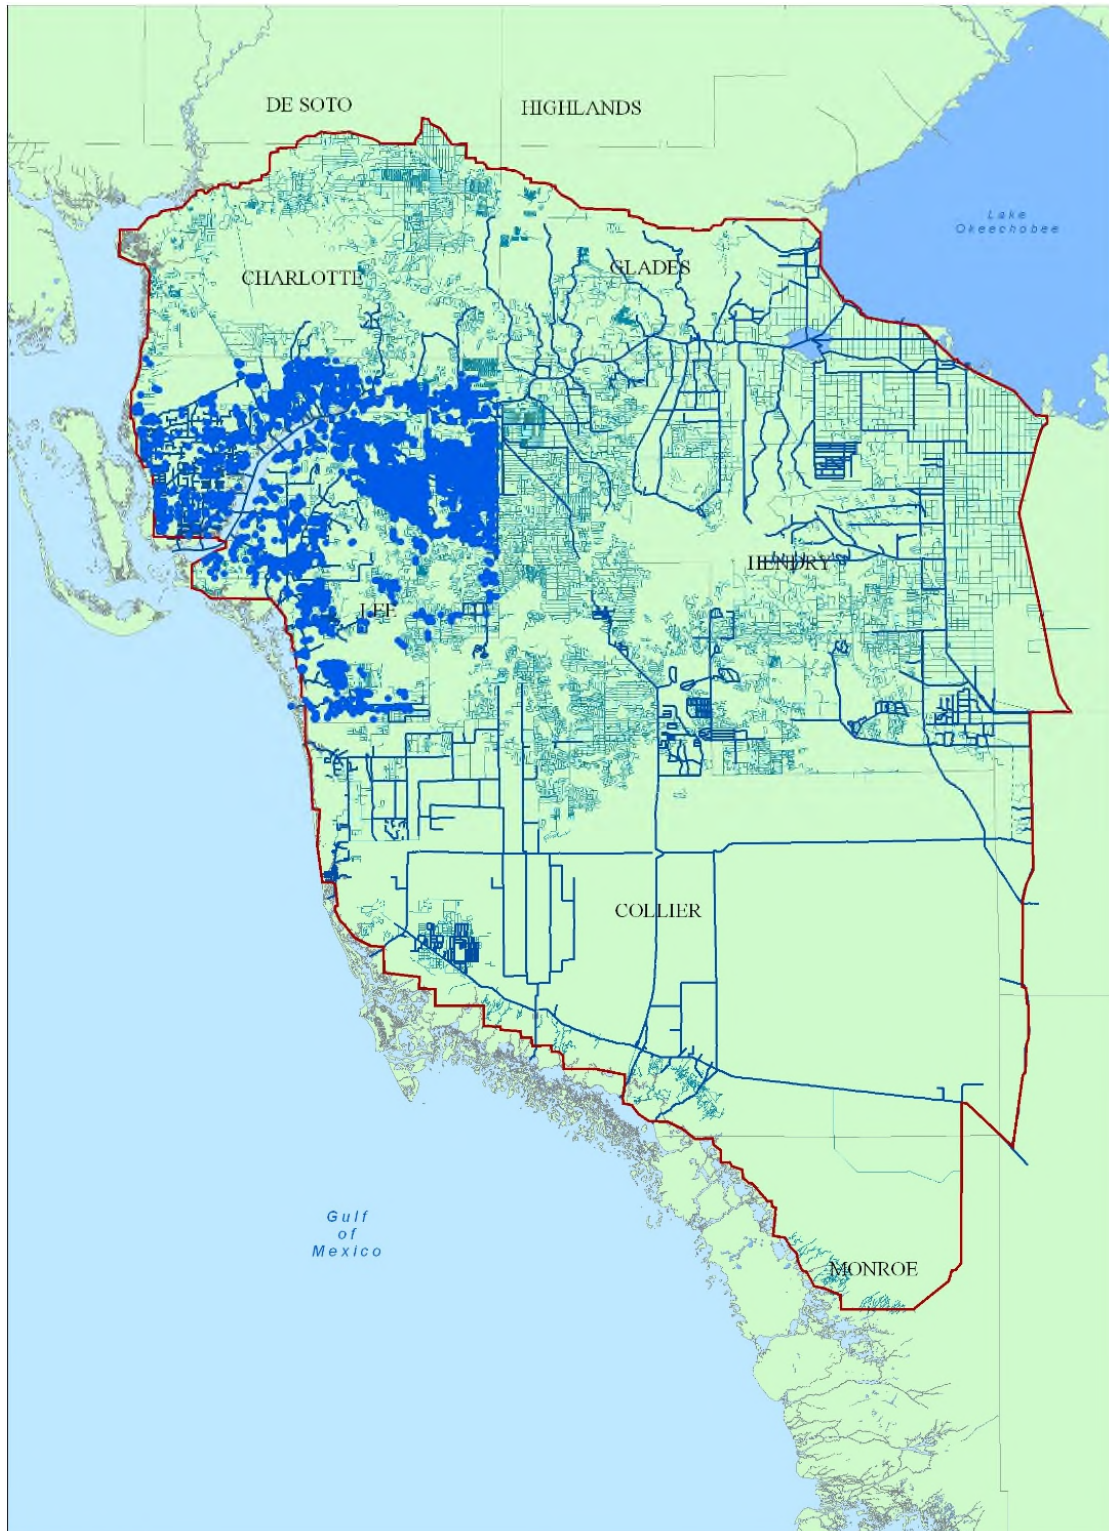 DE SOTO
HIGHLANDS
Lake
Okeechobee
CHARLOTTE
GLADES
HENDRY
LEE
COLLIER
Gulf
of
Mexico
MONROE